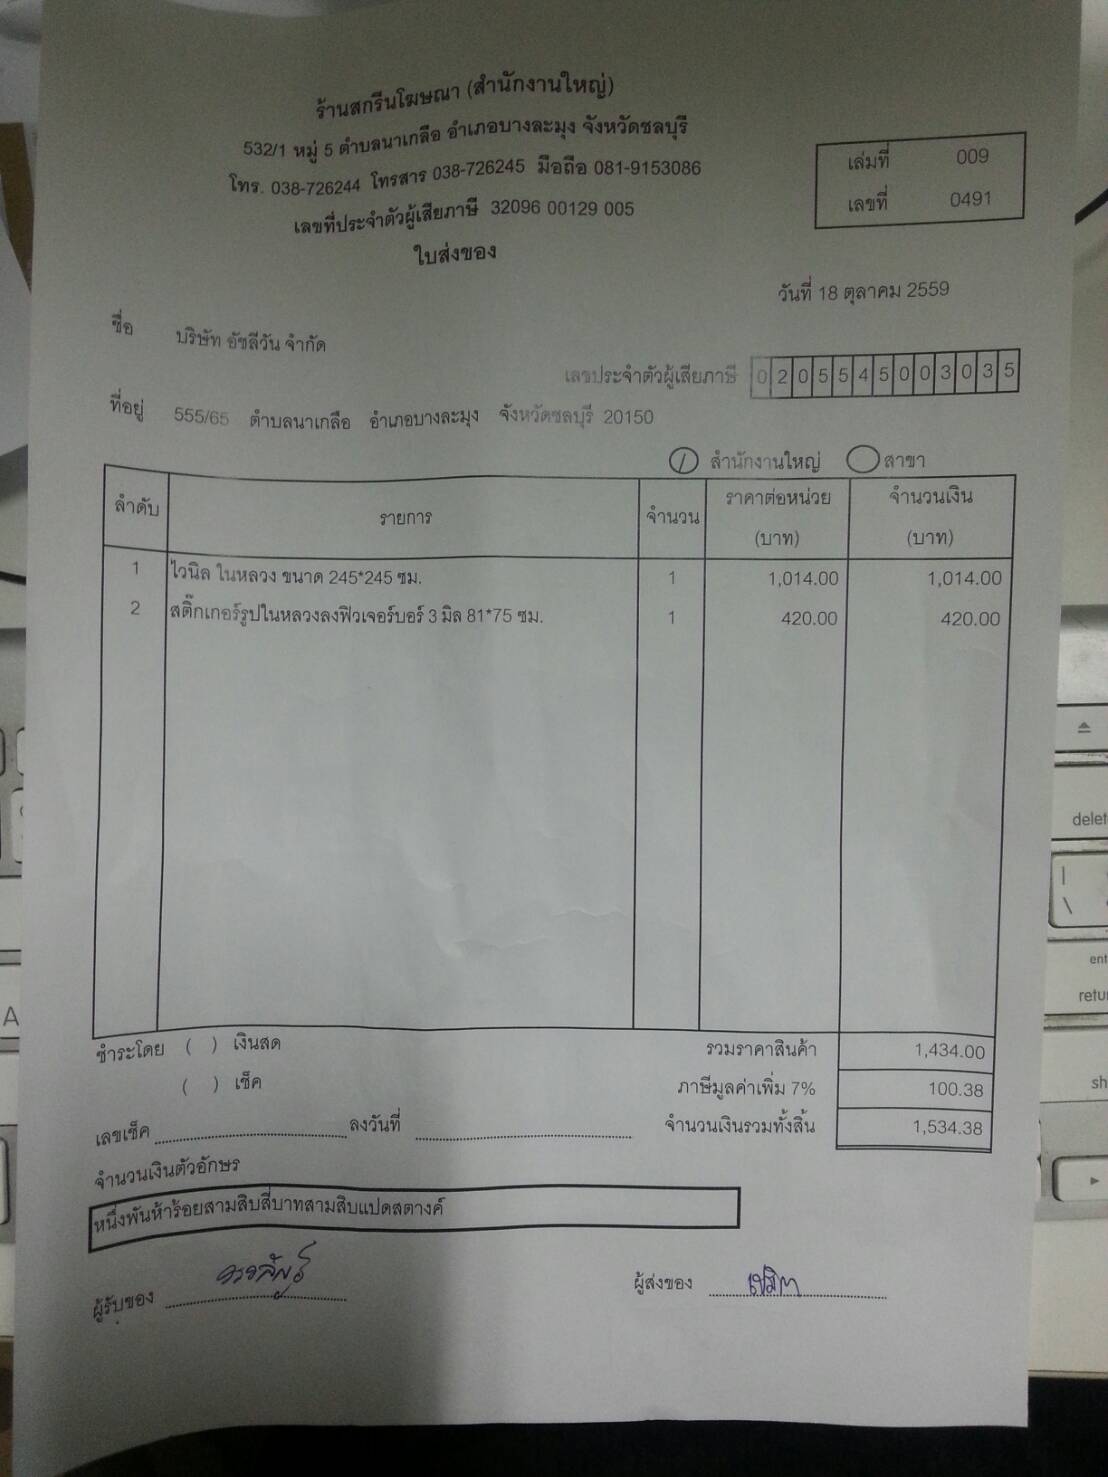 ร้านสกรีนโฆษณา (สำนักงานใหญ่)
532/1 หมู่ 5 ตำบลนาเกลือ อำเภอบางละมุง จังหวัดชลบุรี
โทร. 038-726244 โทรสาร 038-726245 มือถือ 081-9153086
เลขที่ประจำตัวผู้เสียภาษี 32096 00129 005
ใบส่งของ
เล่มที่ 009
เลขที่ 0491
วันที่ 18 ตุลาคม 2559
ชื่อ บริษัท อัชลีวัน จำกัด
เลขประจำตัวผู้เสียภาษี 0205545003035
ที่อยู่ 555/65 ตำบลนาเกลือ อำเภอบางละมุง จังหวัดชลบุรี 20150
(/) สำนักงานใหญ่ สาขา
ลำดับ รายการ จำนวน ราคาต่อหน่วย (บาท) จำนวนเงิน (บาท)
1 ไวนิล ในหลวง ขนาด 245*245 ซม. 1 1,014.00 1,014.00
2 สติ๊กเกอร์รูปในหลวงลงฟิวเจอร์บอร์ 3 มิล 81*75 ซม. 1 420.00 420.00
ชำระโดย ( ) เงินสด รวมราคาสินค้า 1,434.00
( ) เช็ค ภาษีมูลค่าเพิ่ม 7% 100.38
เลขเช็ค ลงวันที่ จำนวนเงินรวมทั้งสิ้น 1,534.38
จำนวนเงินตัวอักษร
หนึ่งพันห้าร้อยสามสิบสี่บาทสามสิบแปดสตางค์
ผู้รับของ ผู้ส่งของ
delet
ent
retur
sh
A